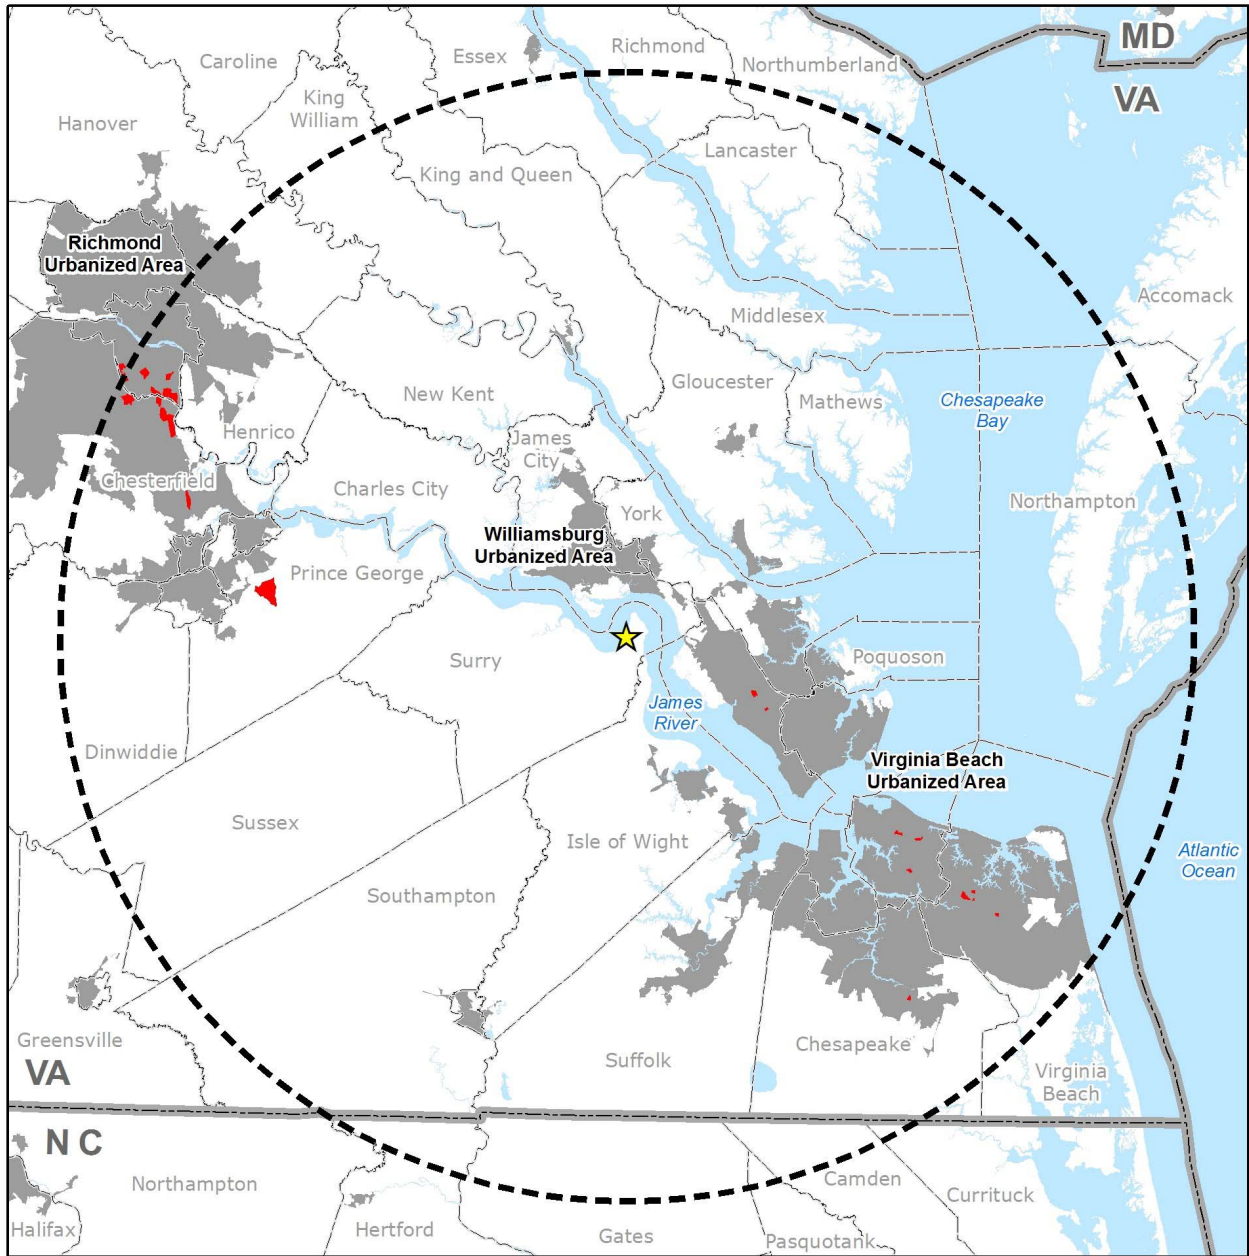 MD
Richmond
Essex
Caroline
Northumberland
VA
King
William
Hanover
Lancaster
King and Queen
Richmond
Urbanized Area
Accomack
Middlesex
Gloucester
New Kent
Mathews
Chesapeake
Bay
Henrico
James
City
Chesterfield
Charles City
Northampton
York
Williamsburg
Urbanized Area
Prince George
Surry
Poquoson
James
River
Dinwiddie
Virginia Beach
Urbanized Area
Sussex
Isle of Wight
Atlantic
Ocean
Southampton
Greensville
Chesapeake
Suffolk
VA
Virginia
Beach
NC
Northampton
Camden
Currituck
Halifax
Hertford
Gates
Pasquotank